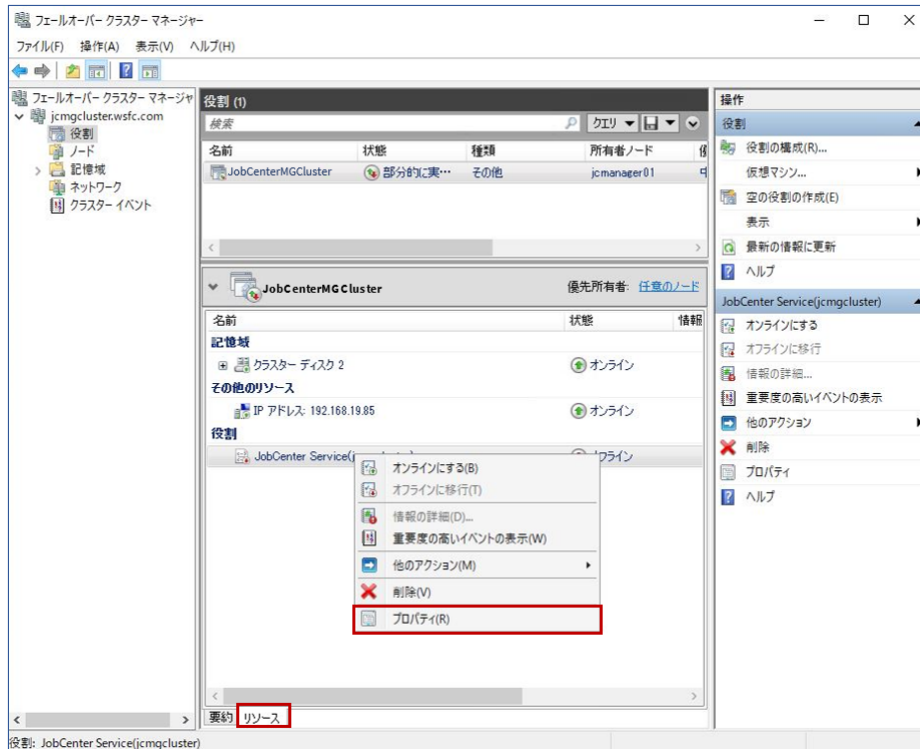 フェールオーバー クラスター マネージャー
ファイル(F) 操作(A) 表示(V) ヘルプ(H)
フェールオーバー クラスター マネージャ
jcmgcluster.wsfc.com
役割
ノード
記憶域
ネットワーク
クラスター イベント
役割 (1)
検索
クエリ
名前 状態 種類 所有者ノード
JobCenterMGCluster 部分的に実… その他 jcmanager01
JobCenterMGCluster 優先所有者: 任意のノード
名前 状態 情報
記憶域
クラスター ディスク 2 オンライン
その他のリソース
IP アドレス: 192.168.19.85 オンライン
役割
JobCenter Service(j
オンラインにする(B)
オフラインに移行(T)
情報の詳細(D)...
重要度の高いイベントの表示(W)
他のアクション(M)
削除(V)
プロパティ(R)
要約 リソース
操作
役割
役割の構成(R)...
仮想マシン...
空の役割の作成(E)
表示
最新の情報に更新
ヘルプ
JobCenter Service(jcmgcluster)
オンラインにする
オフラインに移行
情報の詳細...
重要度の高いイベントの表示
他のアクション
削除
プロパティ
ヘルプ
役割: JobCenter Service(jcmgcluster)